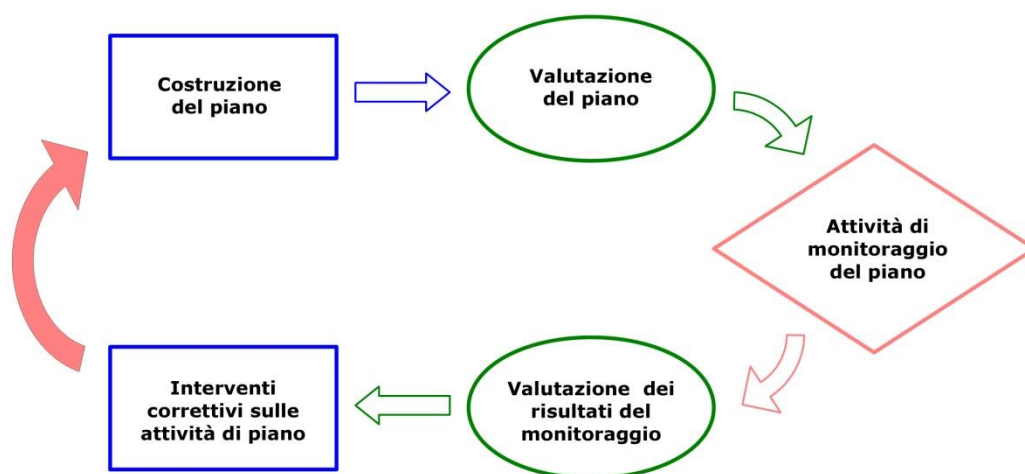 Costruzione
del piano
Valutazione
del piano
Attività di
monitoraggio
del piano
Valutazione dei
risultati del
monitoraggio
Interventi
correttivi sulle
attività di piano